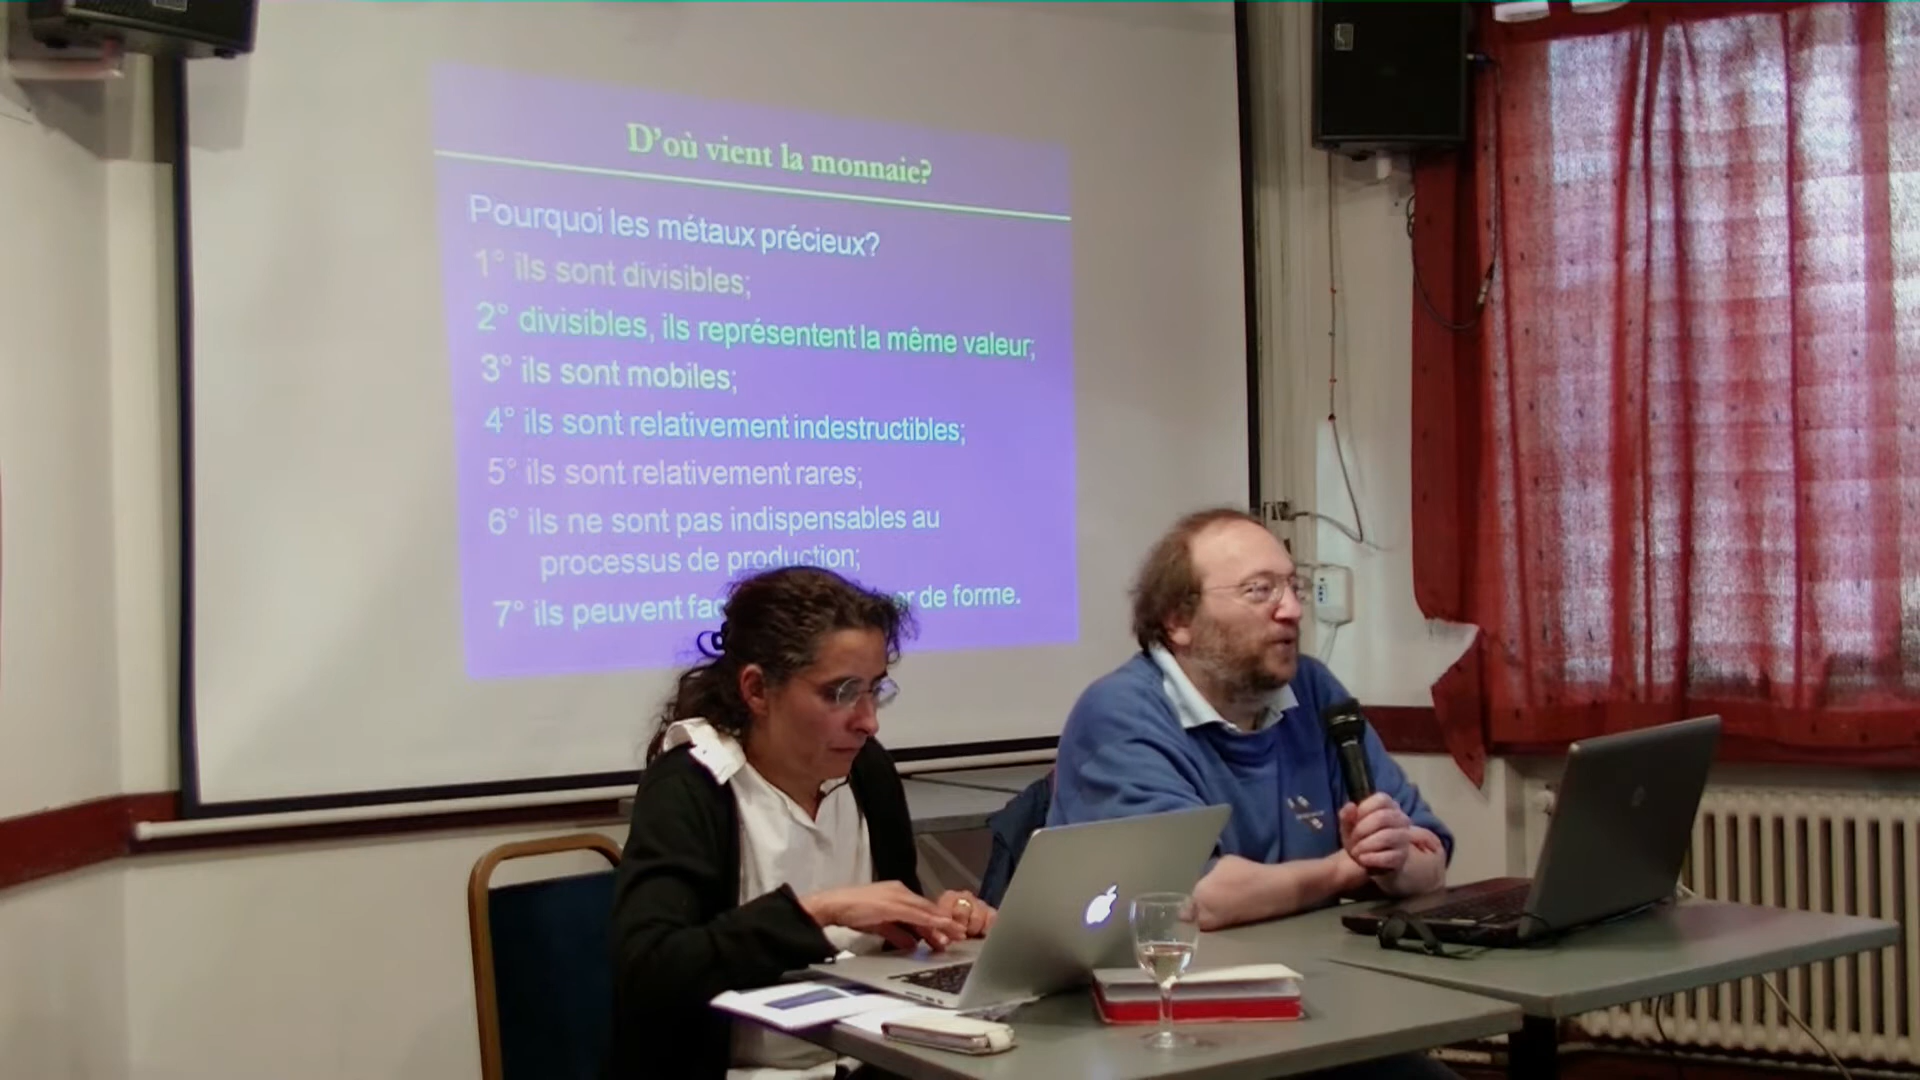 D'où vient la monnaie?
Pourquoi les métaux précieux?
1° ils sont divisibles;
2° divisibles, ils représentent la même valeur;
3° ils sont mobiles;
4° ils sont relativement indestructibles;
5° ils sont relativement rares;
6° ils ne sont pas indispensables au
processus de production;
7° ils peuvent de forme.